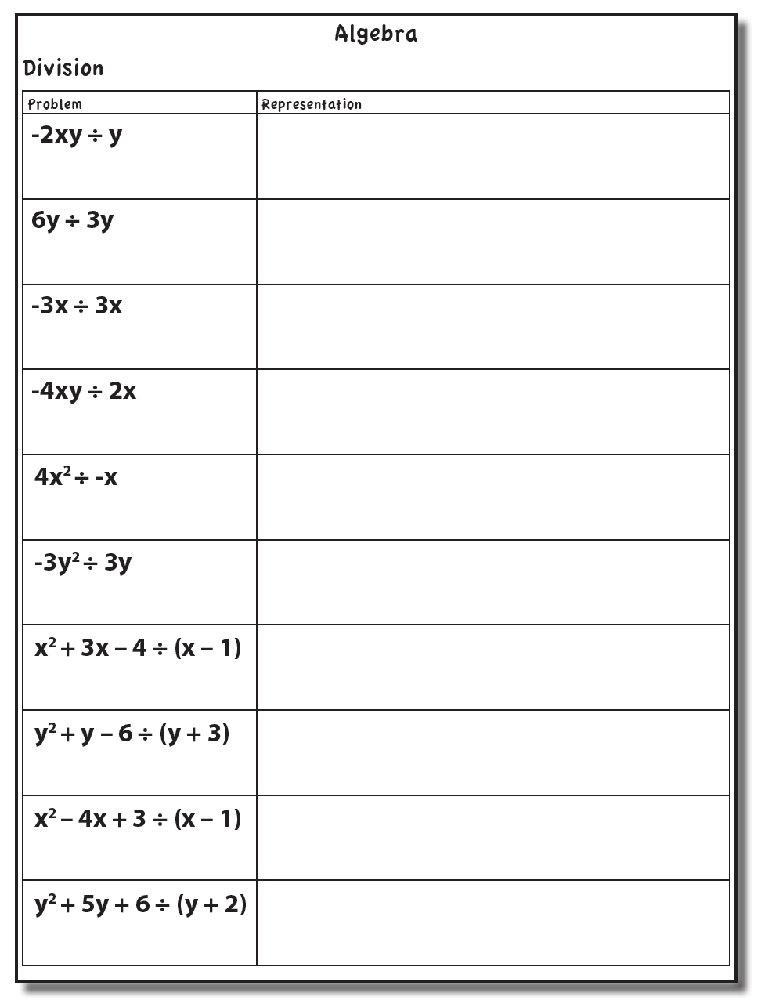 Algebra
Division
Problem
Representation
-2xy ÷ y
6y ÷ 3y
-3x ÷ 3x
-4xy ÷ 2x
4x² ÷ -x
-3y² ÷ 3y
x² + 3x – 4 ÷ (x – 1)
y² + y – 6 ÷ (y + 3)
x² – 4x + 3 ÷ (x – 1)
y² + 5y + 6 ÷ (y + 2)